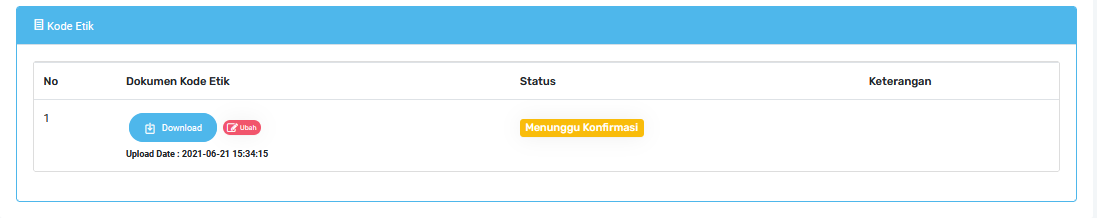 Kode Etik
No Dokumen Kode Etik Status Keterangan
1 Download Ubah Menunggu Konfirmasi
Upload Date : 2021-06-21 15:34:15